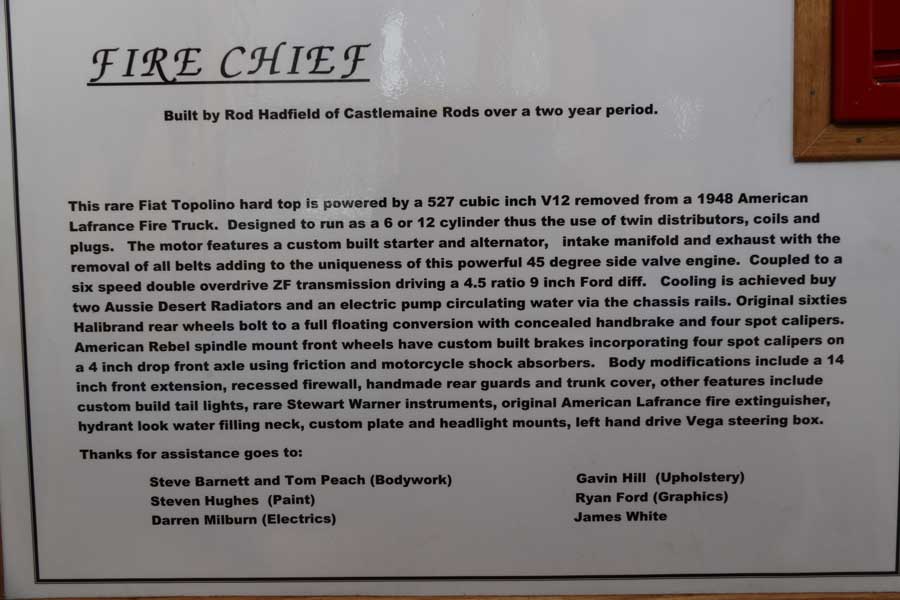 FIRE CHIEF
Built by Rod Hadfield of Castlemaine Rods over a two year period.
This rare Fiat Topolino hard top is powered by a 527 cubic inch V12 removed from a 1948 American
Lafrance Fire Truck. Designed to run as a 6 or 12 cylinder thus the use of twin distributors, coils and
plugs. The motor features a custom built starter and alternator, intake manifold and exhaust with the
removal of all belts adding to the uniqueness of this powerful 45 degree side valve engine. Coupled to a
six speed double overdrive ZF transmission driving a 4.5 ratio 9 inch Ford diff. Cooling is achieved buy
two Aussie Desert Radiators and an electric pump circulating water via the chassis rails. Original sixties
Halibrand rear wheels bolt to a full floating conversion with concealed handbrake and four spot calipers.
American Rebel spindle mount front wheels have custom built brakes incorporating four spot calipers on
a 4 inch drop front axle using friction and motorcycle shock absorbers. Body modifications include a 14
inch front extension, recessed firewall, handmade rear guards and trunk cover, other features include
custom build tail lights, rare Stewart Warner instruments, original American Lafrance fire extinguisher,
hydrant look water filling neck, custom plate and headlight mounts, left hand drive Vega steering box.
Thanks for assistance goes to:
Steve Barnett and Tom Peach (Bodywork) Gavin Hill (Upholstery)
Steven Hughes (Paint) Ryan Ford (Graphics)
Darren Milburn (Electrics) James White